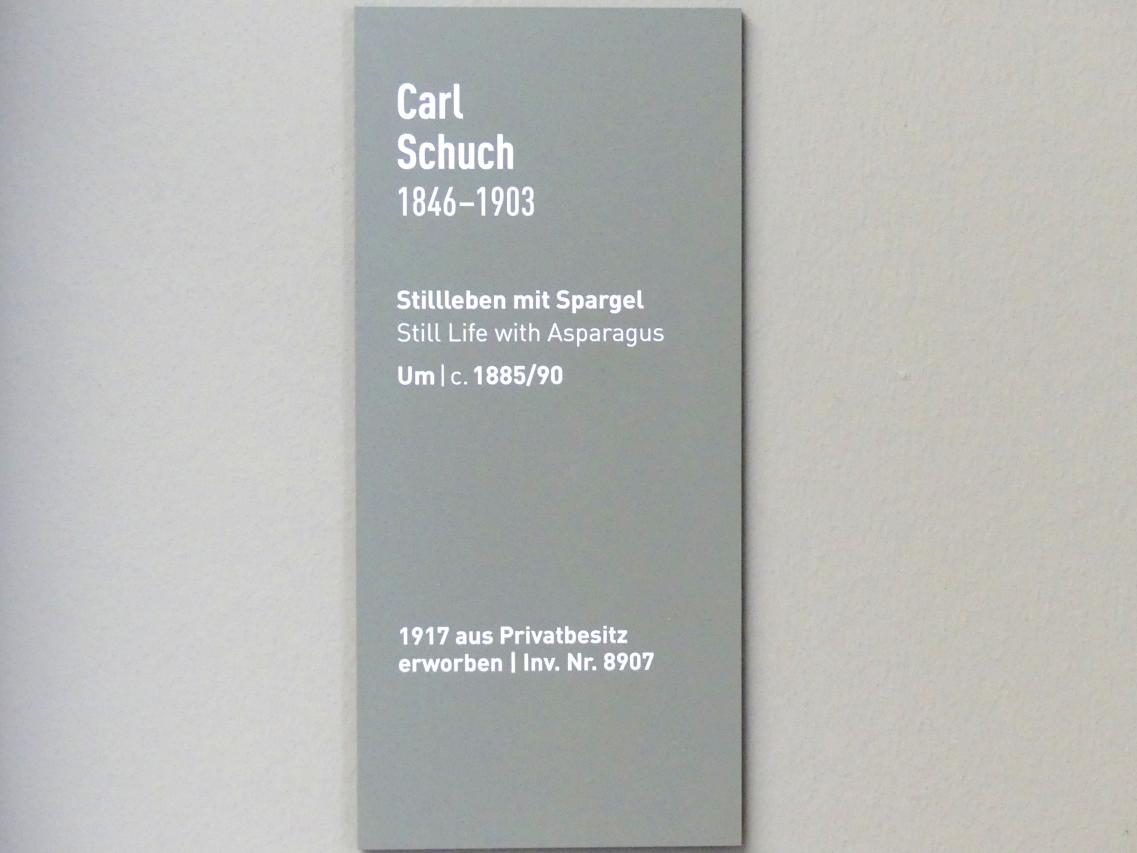 Carl
Schuch
1846–1903
Stillleben mit Spargel
Still Life with Asparagus
Um | c. 1885/90
1917 aus Privatbesitz
erworben | Inv. Nr. 8907